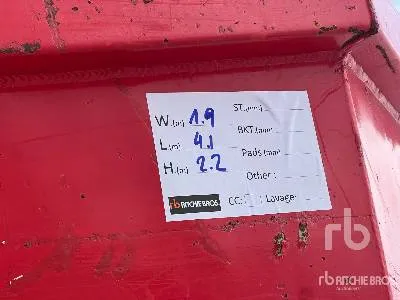 W.(m) 1.9 ST.(mm)
L.(m) 4.1 BKT.(mm)
H.(m) 2.2 Pads.(mm)
Other :
rb RITCHIE BROS. CC: Lavage:
rb
rb RITCHIE BROS